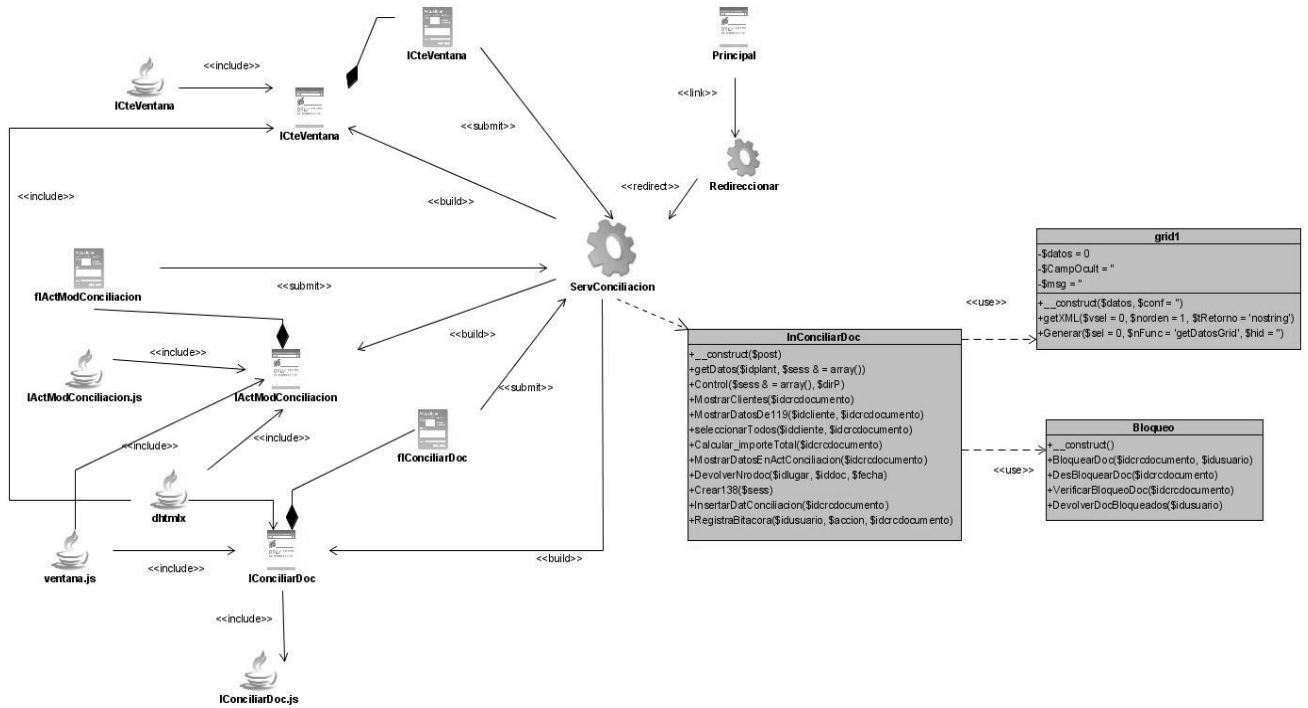 ICteVentana
Principal
<<include>>
ICteVentana
<<link>>
ICteVentana
<<submit>>
<<include>>
<<build>>
<<redirect>>
Redireccionar
ServConciliacion
flActModConciliacion
<<submit>>
<<build>>
<<include>>
IActModConciliacion.js
IActModConciliacion
<<submit>>
<<include>>
<<include>>
flConciliarDoc
dhtmlx
ventana.js
<<include>>
IConciliarDoc
<<build>>
<<include>>
IConciliarDoc.js
grid1
-$datos = 0
-$CampOcult = ''
-$msg = ''
+__construct($datos, $conf = '')
+getXML($vsel = 0, $norden = 1, $tRetorno = 'nostring')
+Generar($sel = 0, $nFunc = 'getDatosGrid', $hid = '')
<<use>>
InConciliarDoc
+__construct($post)
+getDatos($idplant, $sess & = array())
+Control($sess & = array(), $dirP)
+MostrarClientes($idcrcdocumento)
+MostrarDatosDe119($idcliente, $idcrcdocumento)
+seleccionarTodos($idcliente, $idcrcdocumento)
+Calcular_importeTotal($idcrcdocumento)
+MostrarDatosEnActConciliacion($idcrcdocumento)
+DevolverNrodoc($idlugar, $iddoc, $fecha)
+Crear138($sess)
+InsertarDatConciliacion($idcrcdocumento)
+RegistraBitacora($idusuario, $accion, $idcrcdocumento)
<<use>>
Bloqueo
+__construct()
+BloquearDoc($idcrcdocumento, $idusuario)
+DesBloquearDoc($idcrcdocumento)
+VerificarBloqueoDoc($idcrcdocumento)
+DevolverDocBloqueados($idusuario)